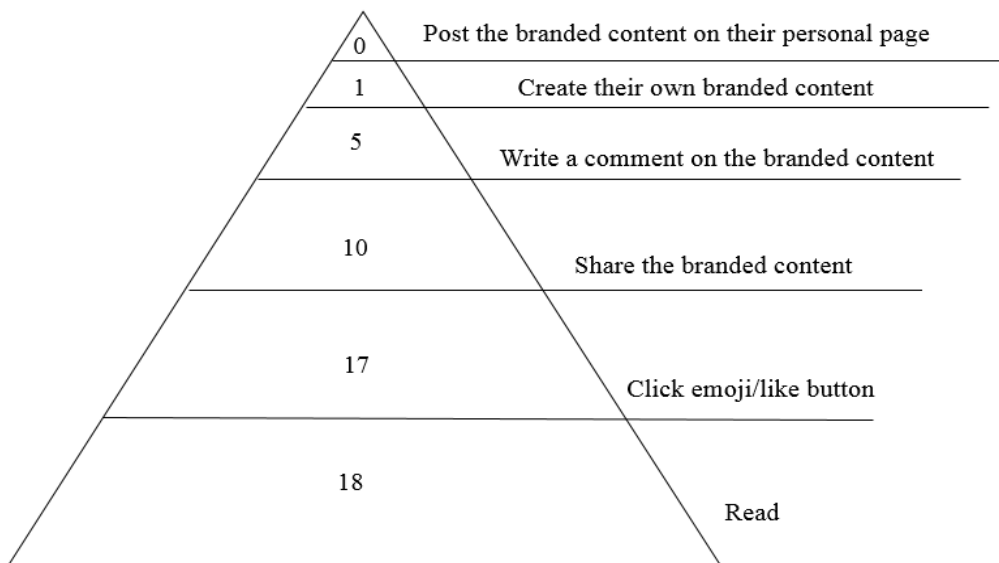 Post the branded content on their personal page
0
1
Create their own branded content
5
Write a comment on the branded content
10
Share the branded content
17
Click emoji/like button
18
Read